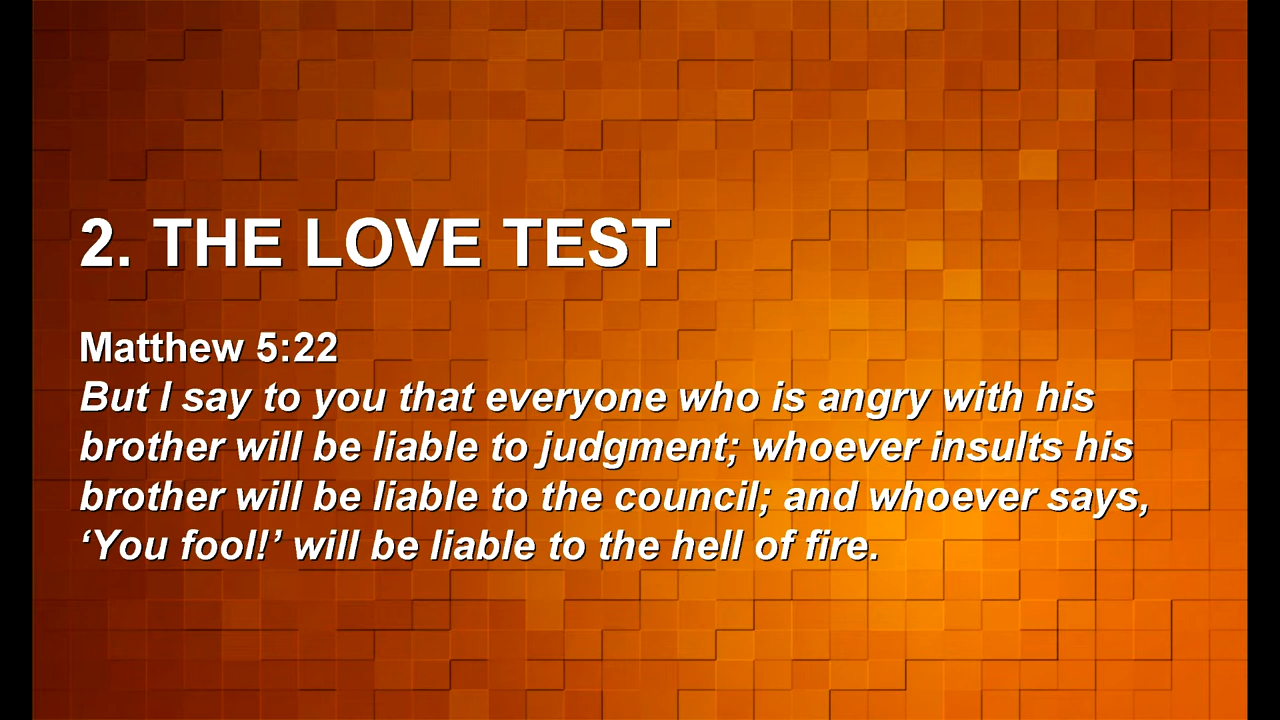 2. THE LOVE TEST
Matthew 5:22
But I say to you that everyone who is angry with his
brother will be liable to judgment; whoever insults his
brother will be liable to the council; and whoever says,
‘You fool!’ will be liable to the hell of fire.